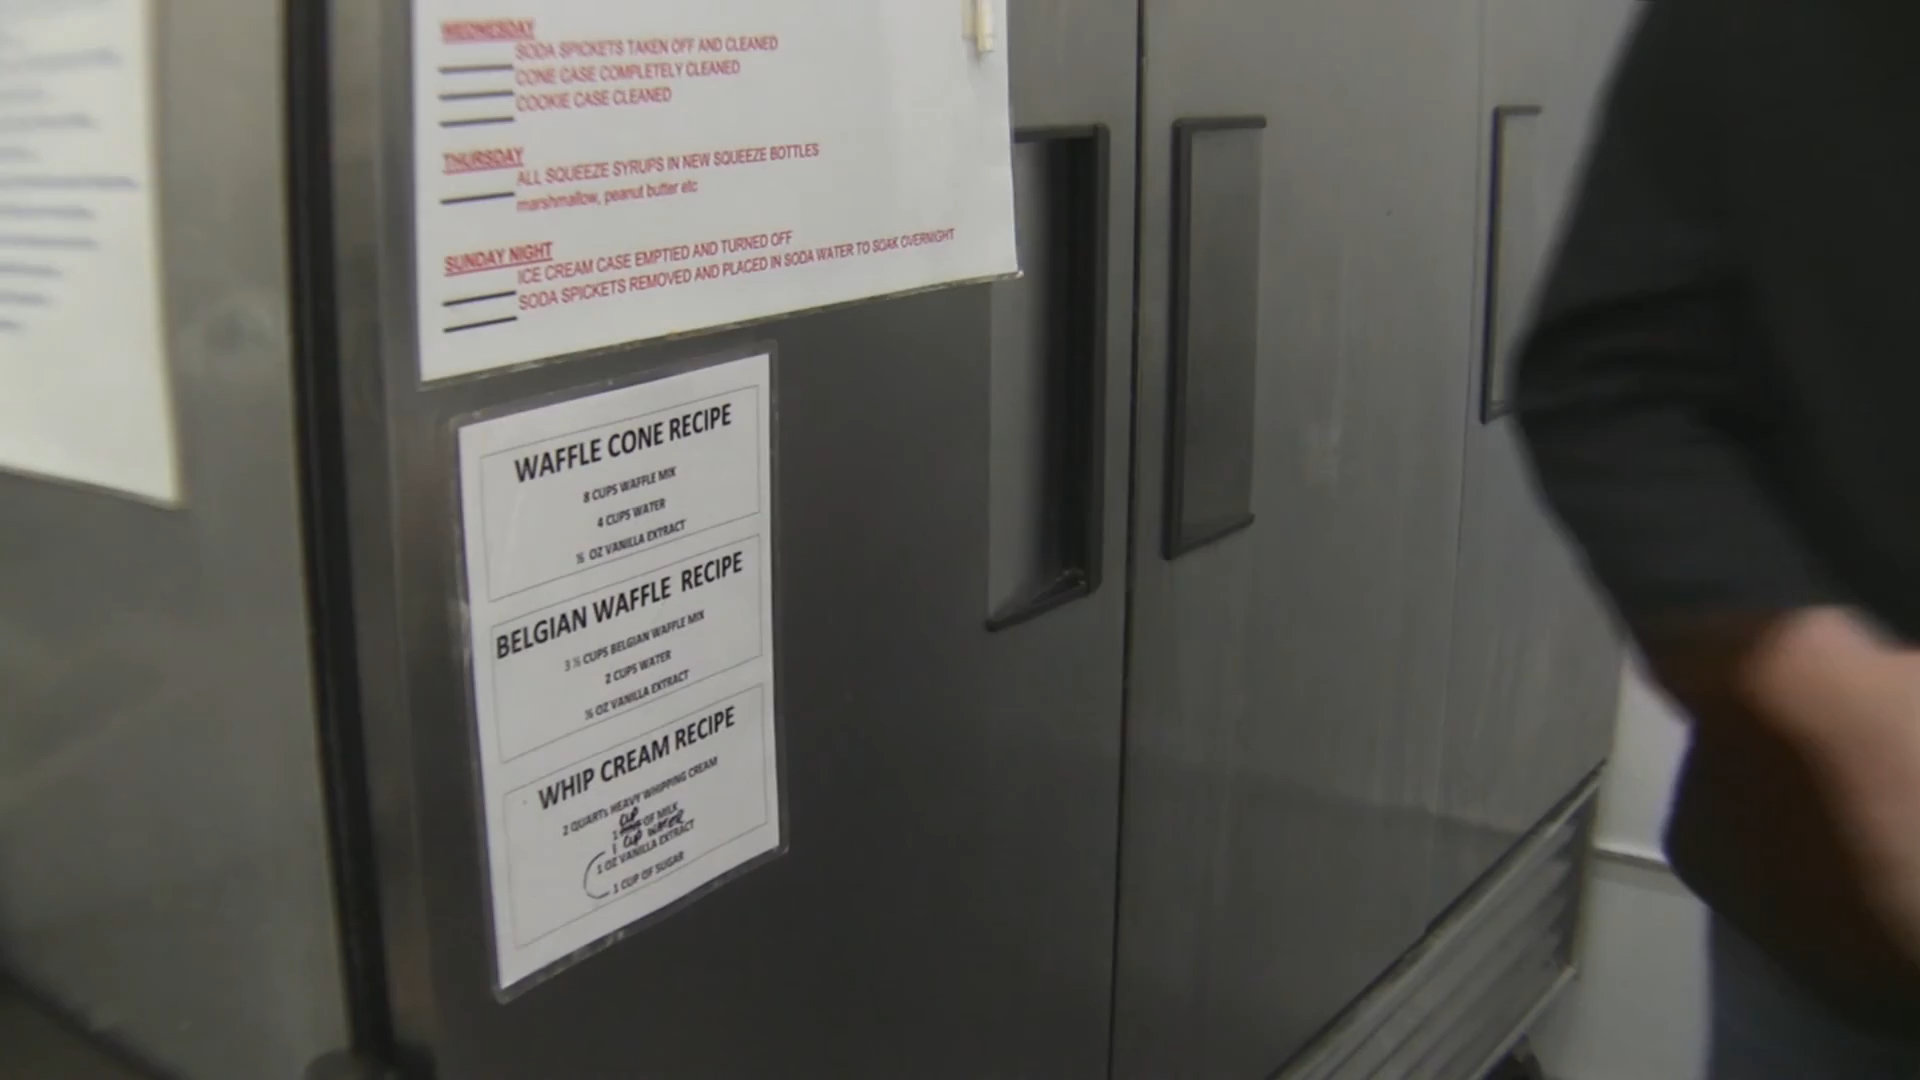 WEDNESDAY
SODA SPICKETS TAKEN OFF AND CLEANED
CONE CASE COMPLETELY CLEANED
COOKIE CASE CLEANED
THURSDAY
ALL SQUEEZE SYRUPS IN NEW SQUEEZE BOTTLES
marshmallow, peanut butter etc
SUNDAY NIGHT
ICE CREAM CASE EMPTIED AND TURNED OFF
SODA SPICKETS REMOVED AND PLACED IN SODA WATER TO SOAK OVERNIGHT
WAFFLE CONE RECIPE
8 CUPS WAFFLE MIX
4 CUPS WATER
½ OZ VANILLA EXTRACT
BELGIAN WAFFLE RECIPE
3 ½ CUPS BELGIAN WAFFLE MIX
2 CUPS WATER
OZ VANILLA EXTRACT
WHIP CREAM RECIPE
2 QUARTs HEAVY WHIPPING CREAM
CUP
1 OF MILK
1 CUP WATER
1 OZ VANILLA EXTRACT
1 CUP OF SUGAR